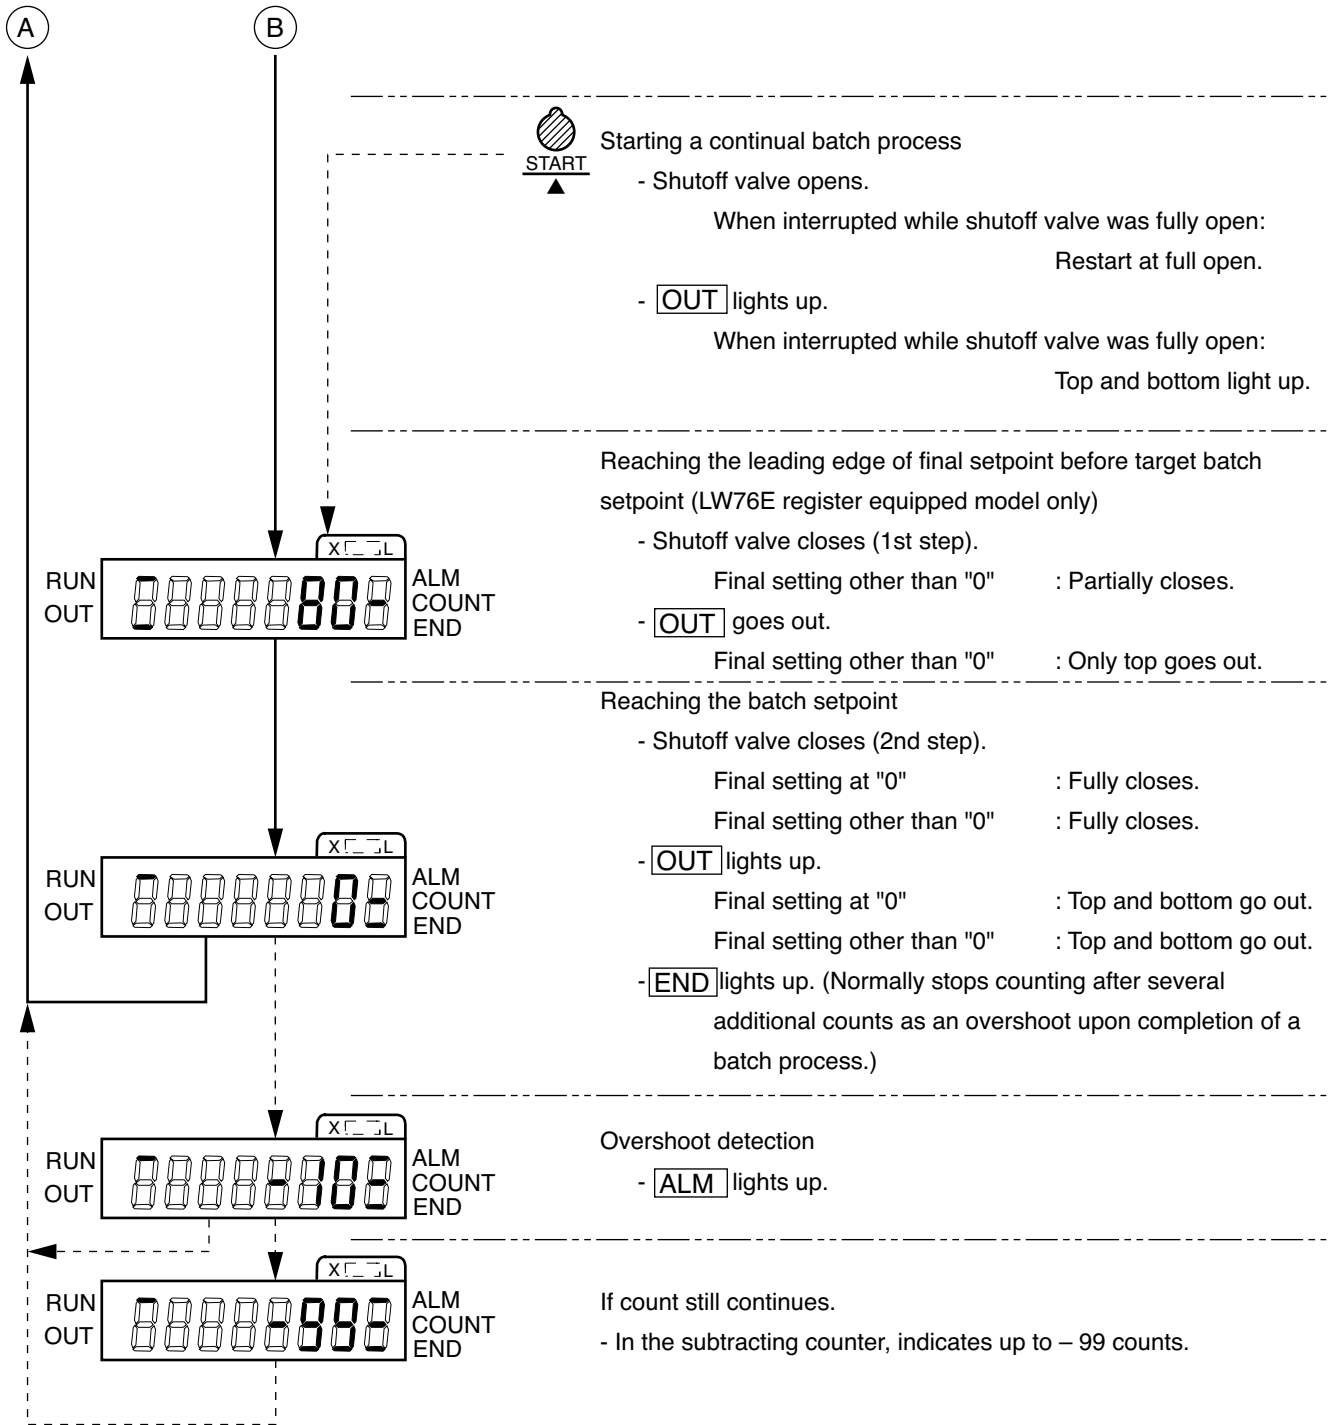 A B
START
Starting a continual batch process
- Shutoff valve opens.
When interrupted while shutoff valve was fully open:
Restart at full open.
- OUT lights up.
When interrupted while shutoff valve was fully open:
Top and bottom light up.
Reaching the leading edge of final setpoint before target batch
setpoint (LW76E register equipped model only)
- Shutoff valve closes (1st step).
Final setting other than "0" : Partially closes.
- OUT goes out.
Final setting other than "0" : Only top goes out.
X L
RUN ALM
OUT 80- COUNT
END
Reaching the batch setpoint
- Shutoff valve closes (2nd step).
Final setting at "0" : Fully closes.
Final setting other than "0" : Fully closes.
- OUT lights up.
Final setting at "0" : Top and bottom go out.
Final setting other than "0" : Top and bottom go out.
- END lights up. (Normally stops counting after several
additional counts as an overshoot upon completion of a
batch process.)
X L
RUN ALM
OUT 0 COUNT
END
Overshoot detection
- ALM lights up.
X L
RUN ALM
OUT -10 COUNT
END
If count still continues.
- In the subtracting counter, indicates up to – 99 counts.
X L
RUN ALM
OUT -99 COUNT
END